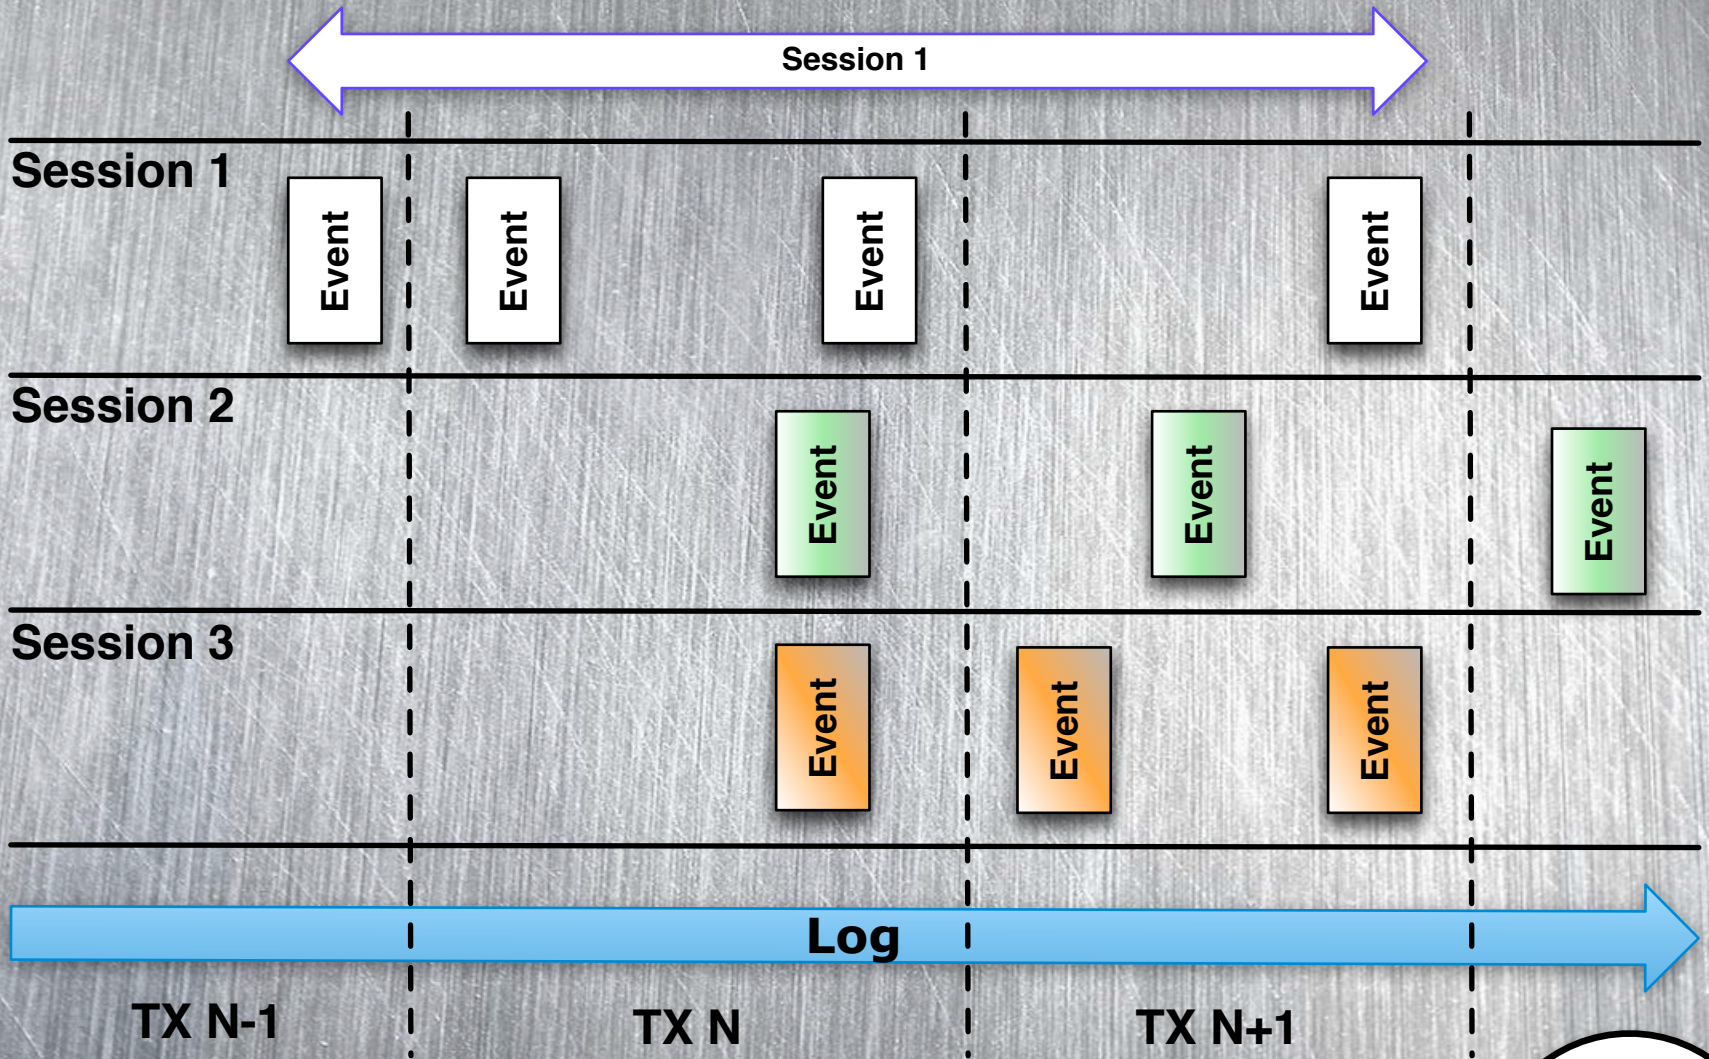 Session 1
Session 1
Event
Event
Event
Event
Session 2
Event
Event
Event
Session 3
Event
Event
Event
Log
TX N-1
TX N
TX N+1